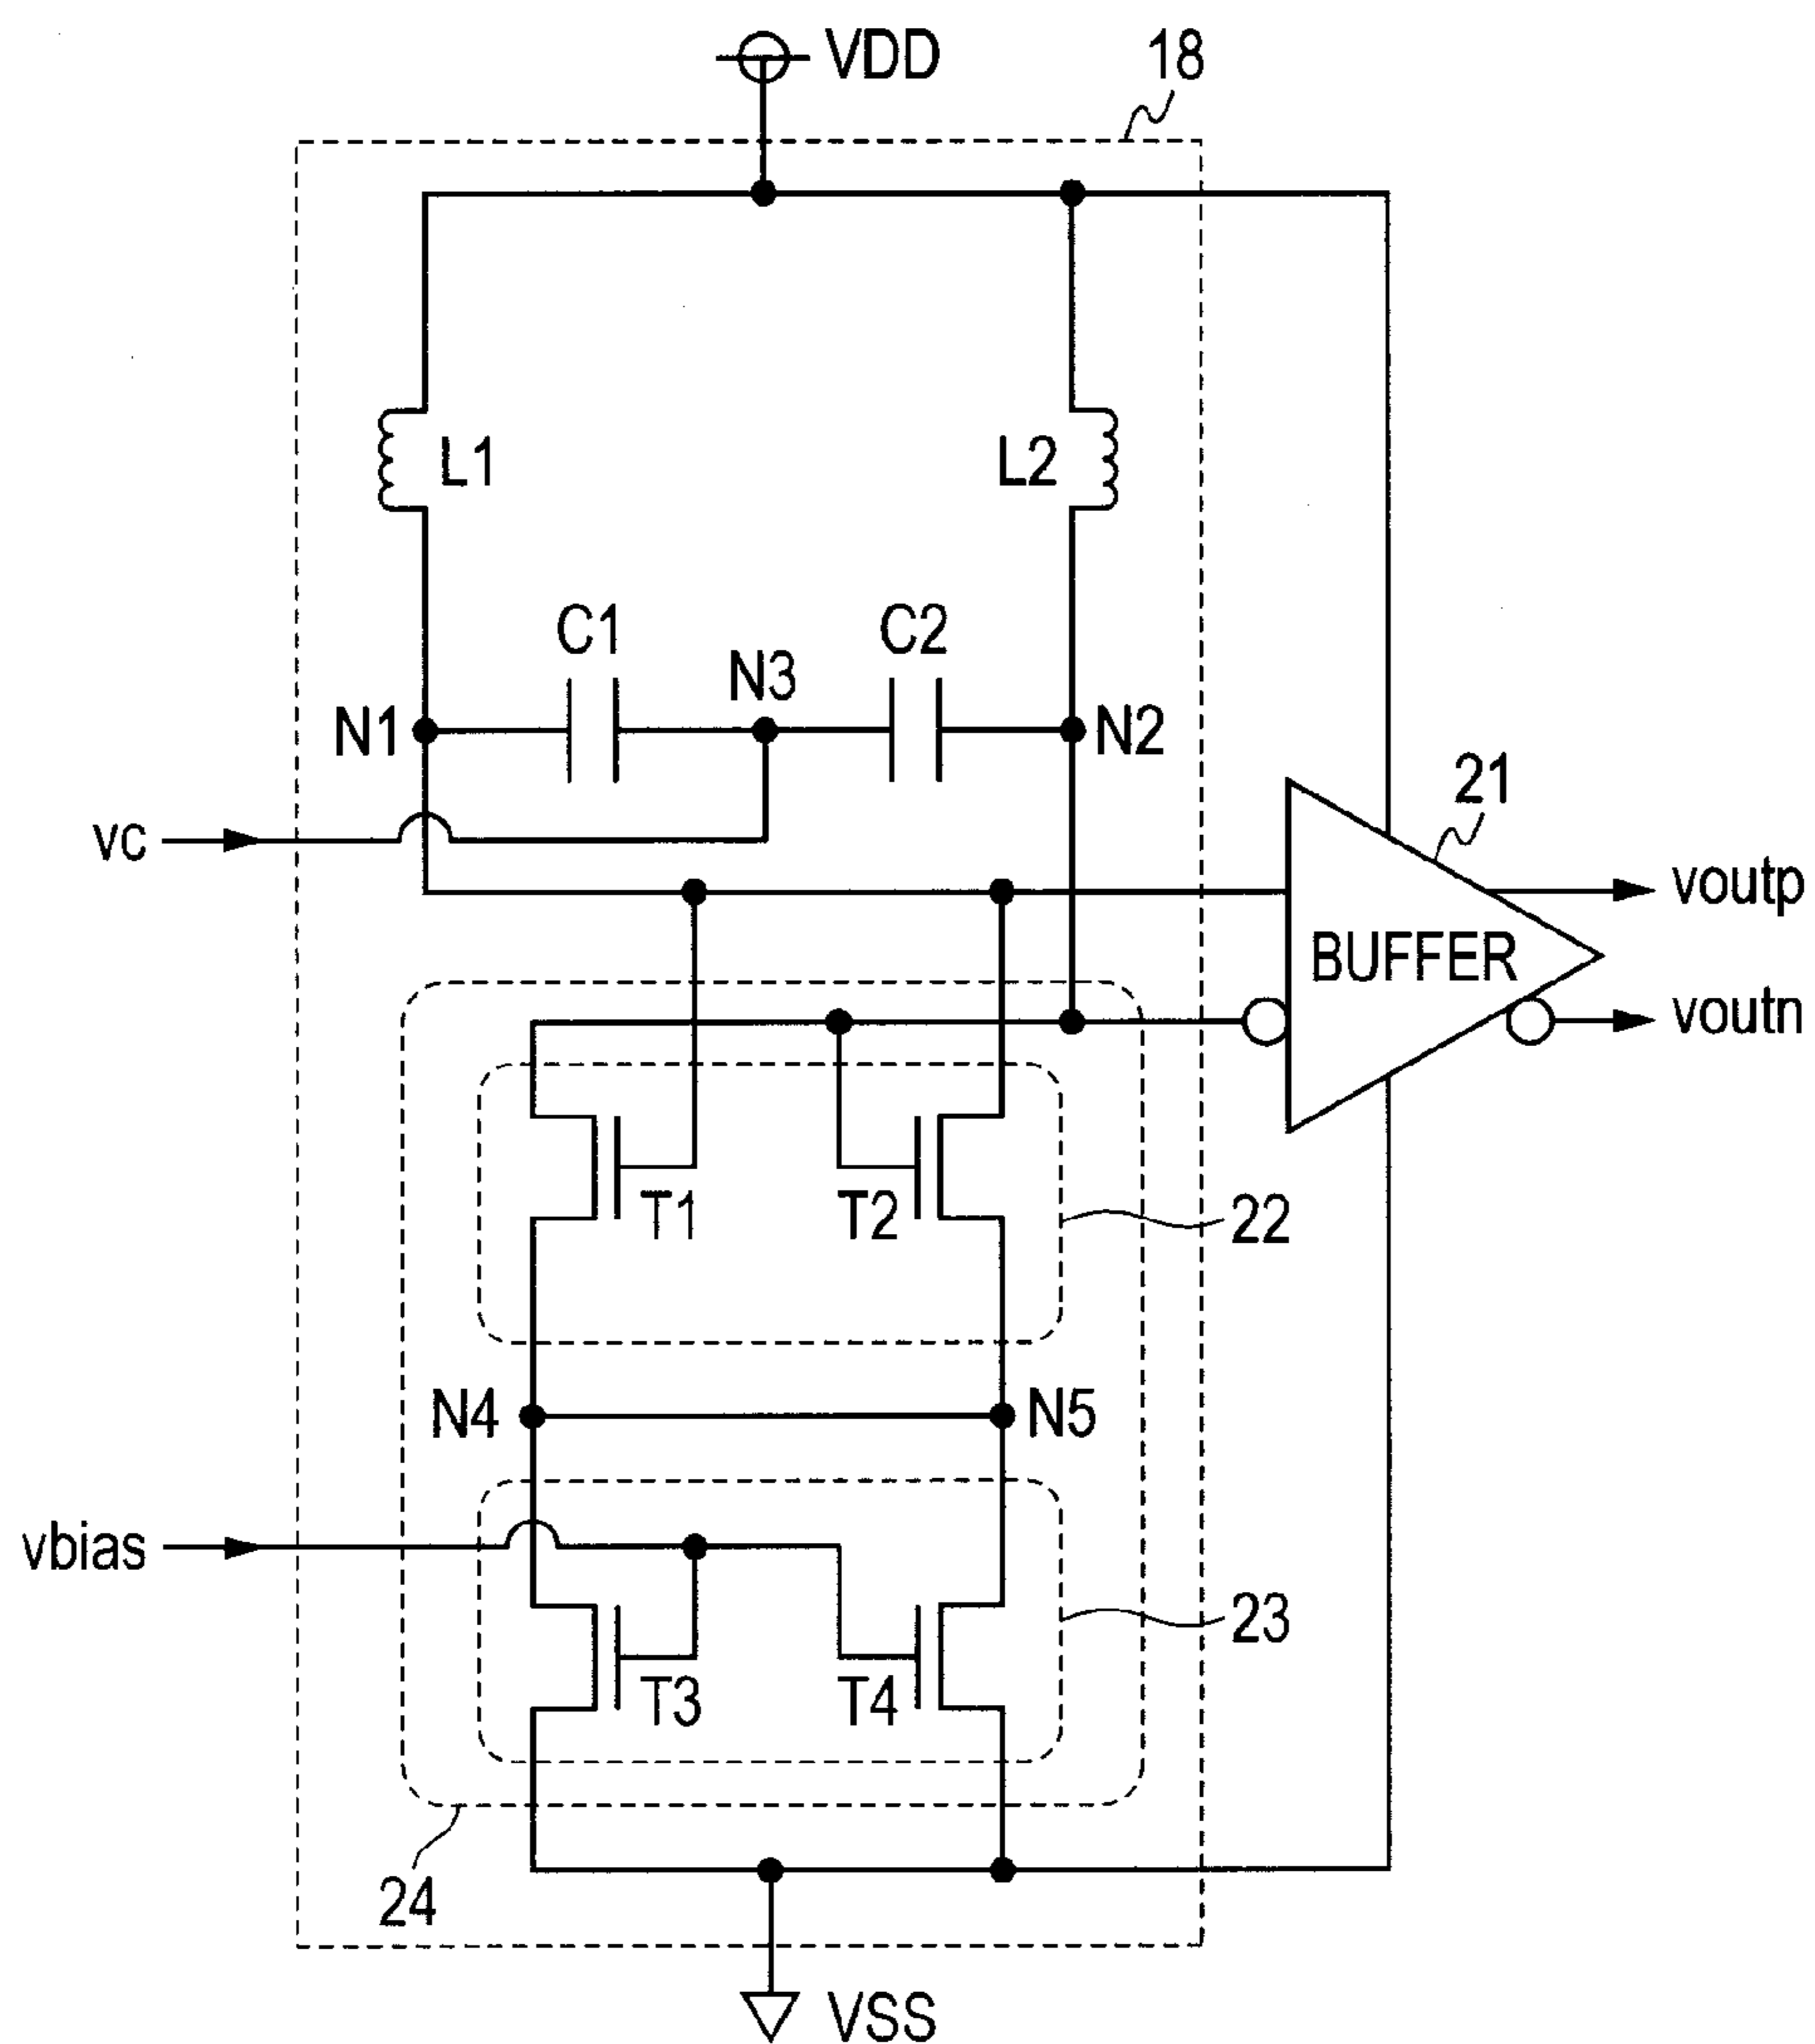 VDD
18
L1
L2
C1
N3
C2
N1
N2
21
vc
voutp
BUFFER
voutn
T1
T2
22
N4
N5
vbias
23
T3
T4
24
VSS